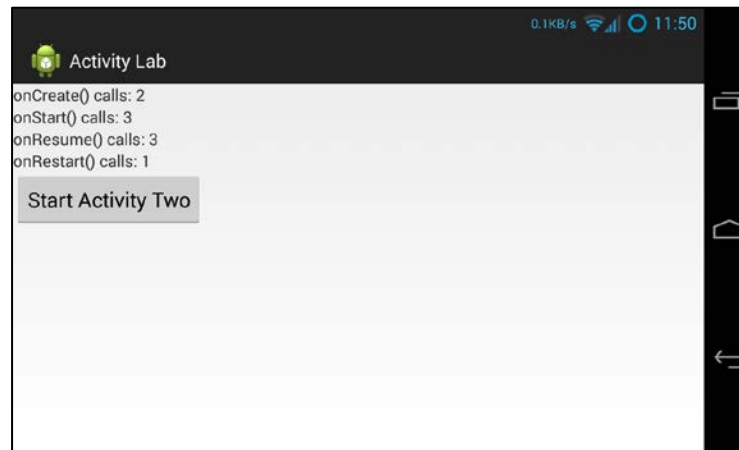 0.1KB/s 11:50
Activity Lab
onCreate() calls: 2
onStart() calls: 3
onResume() calls: 3
onRestart() calls: 1
Start Activity Two